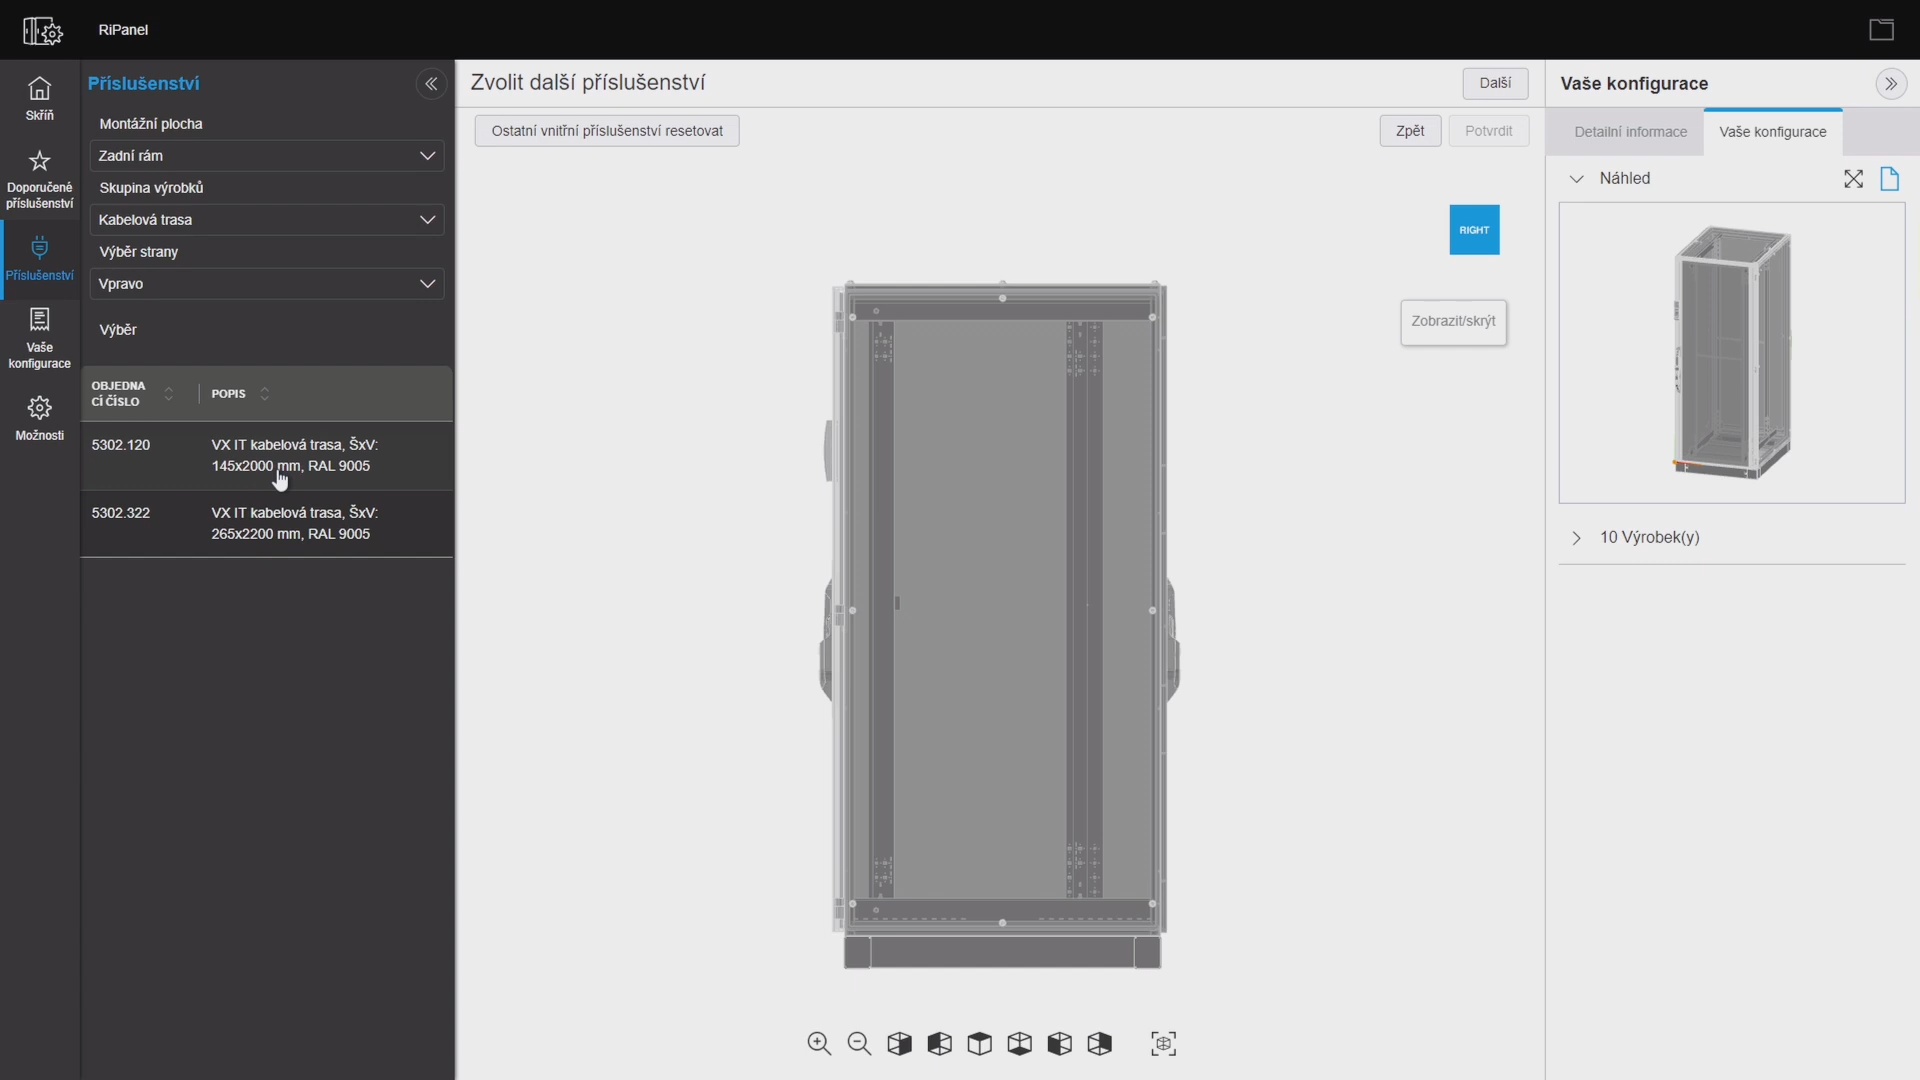 RiPanel
Skříň
Doporučené
příslušenství
Příslušenství
Vaše
konfigurace
Možnosti
Příslušenství
Montážní plocha
Zadní rám
Skupina výrobků
Kabelová trasa
Výběr strany
Vpravo
Výběr
OBJEDNA
CÍ ČÍSLO
POPIS
5302.120
VX IT kabelová trasa, ŠxV:
145x2000 mm, RAL 9005
5302.322
VX IT kabelová trasa, ŠxV:
265x2200 mm, RAL 9005
Zvolit další příslušenství
Další
Ostatní vnitřní příslušenství resetovat
Zpět
Potvrdit
RIGHT
Zobrazit/skrýt
Vaše konfigurace
Detailní informace
Vaše konfigurace
Náhled
10 Výrobek(y)